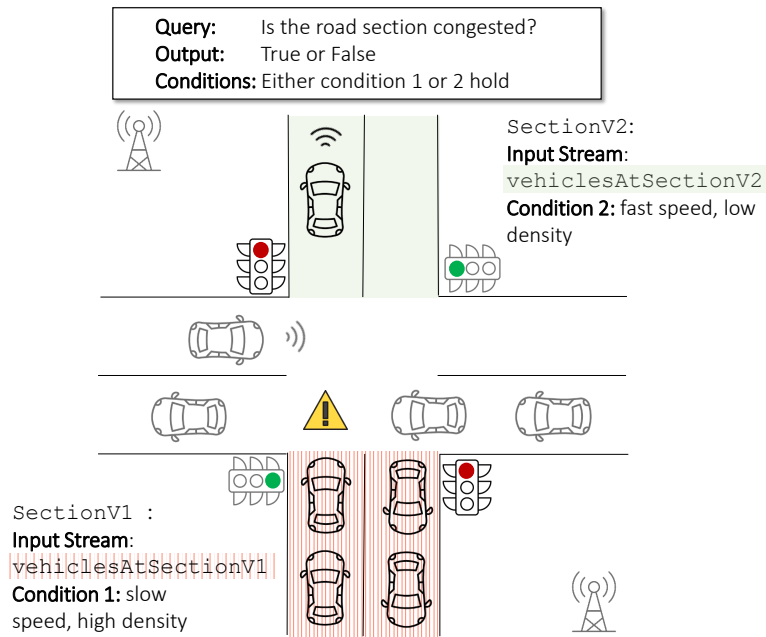 Query: Is the road section congested?
Output: True or False
Conditions: Either condition 1 or 2 hold
SectionV2:
Input Stream:
vehiclesAtSectionV2
Condition 2: fast speed, low
density
SectionV1 :
Input Stream:
vehiclesAtSectionV1
Condition 1: slow
speed, high density